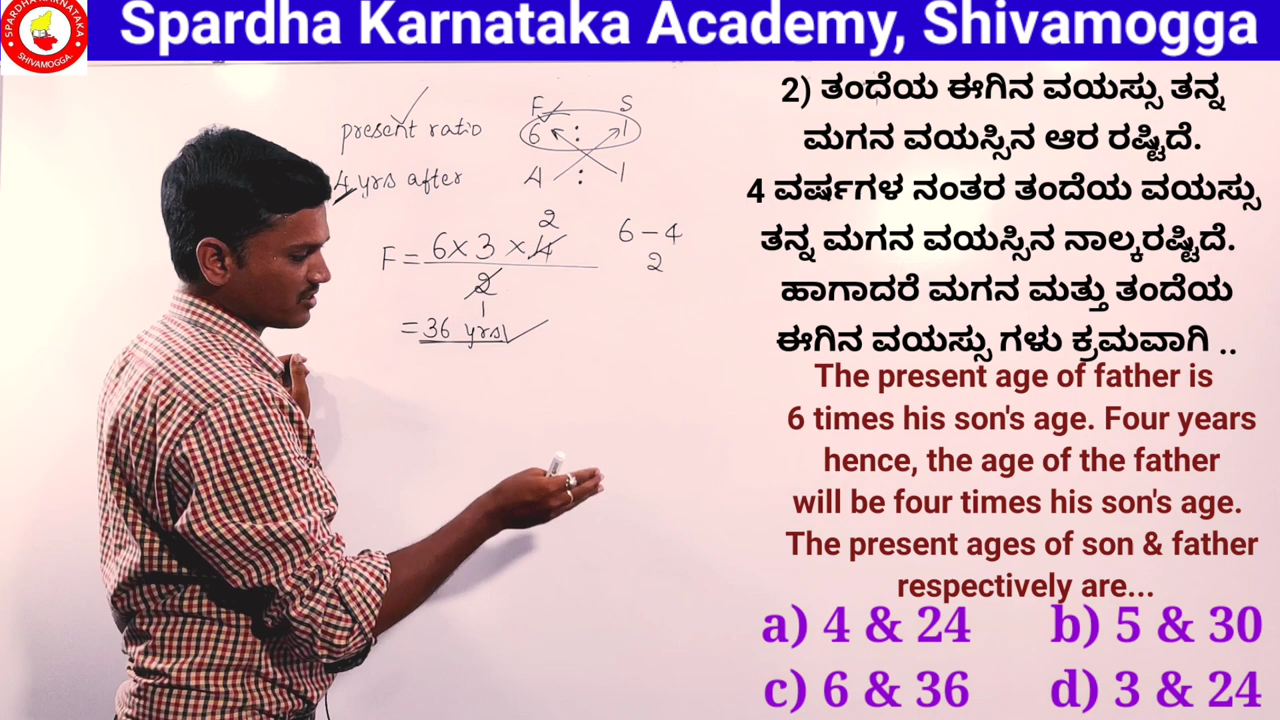 Spardha Karnataka Academy, Shivamogga
SPARDHA KARNATAKA
SHIVAMOGGA.
F S
present ratio 6 : 1
4 yrs after 4 : 1
F = 6 × 3 × 4 2
2
1
6 - 4
2
= 36 yrs
2) ತಂದೆಯ ಈಗಿನ ವಯಸ್ಸು ತನ್ನ
ಮಗನ ವಯಸ್ಸಿನ ಆರ ರಷ್ಟಿದೆ.
4 ವರ್ಷಗಳ ನಂತರ ತಂದೆಯ ವಯಸ್ಸು
ತನ್ನ ಮಗನ ವಯಸ್ಸಿನ ನಾಲ್ಕರಷ್ಟಿದೆ.
ಹಾಗಾದರೆ ಮಗನ ಮತ್ತು ತಂದೆಯ
ಈಗಿನ ವಯಸ್ಸು ಗಳು ಕ್ರಮವಾಗಿ ..
The present age of father is
6 times his son's age. Four years
hence, the age of the father
will be four times his son's age.
The present ages of son & father
respectively are...
a) 4 & 24 b) 5 & 30
c) 6 & 36 d) 3 & 24